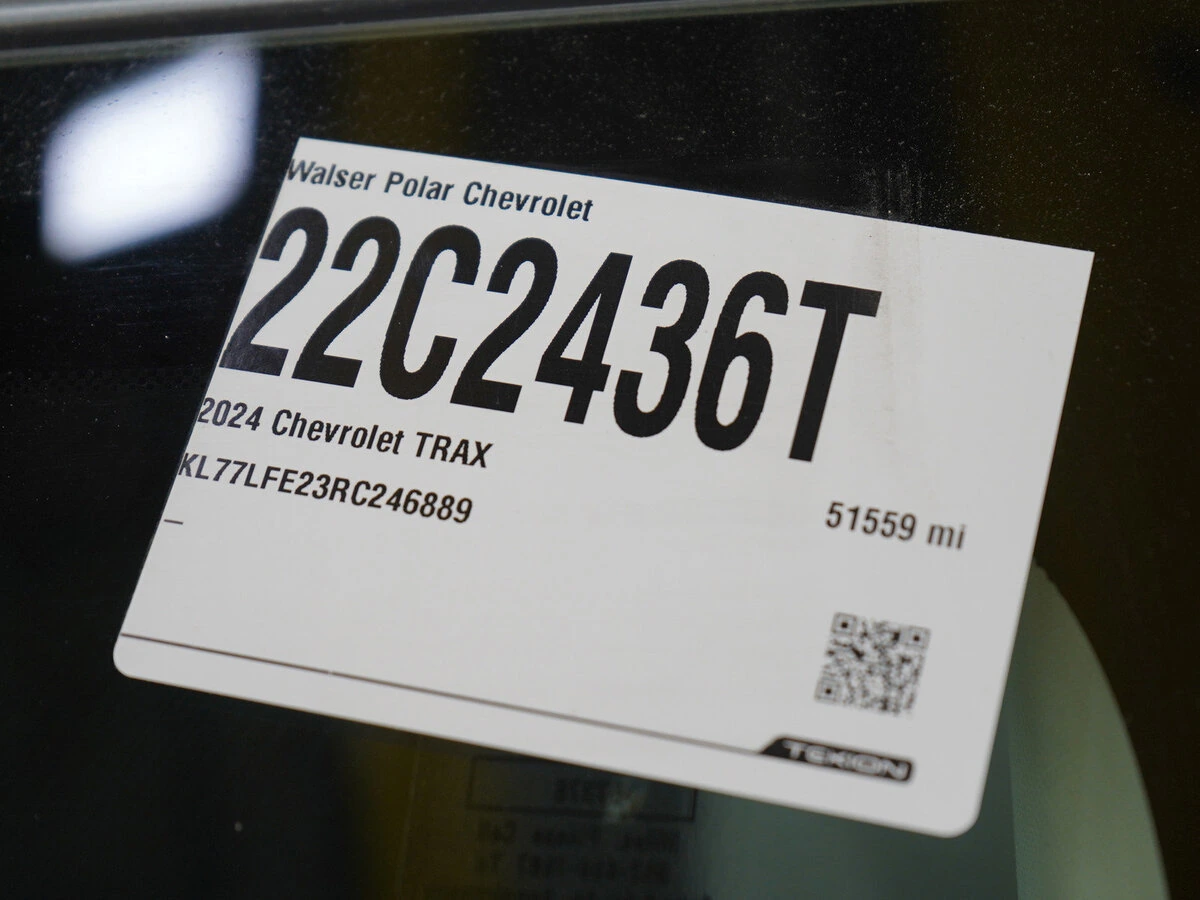 Walser Polar Chevrolet
22C2436T
2024 Chevrolet TRAX
KL77LFE23RC246889
51559 mi
–
TEKION